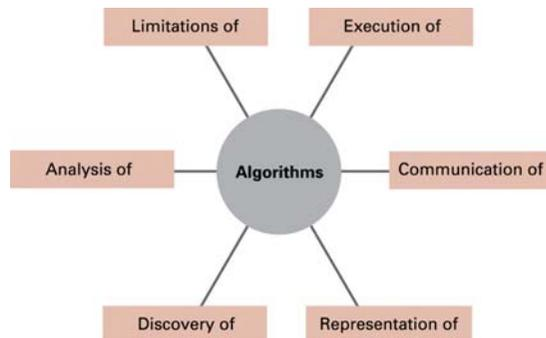 Limitations of
Execution of
Analysis of
Algorithms
Communication of
Discovery of
Representation of